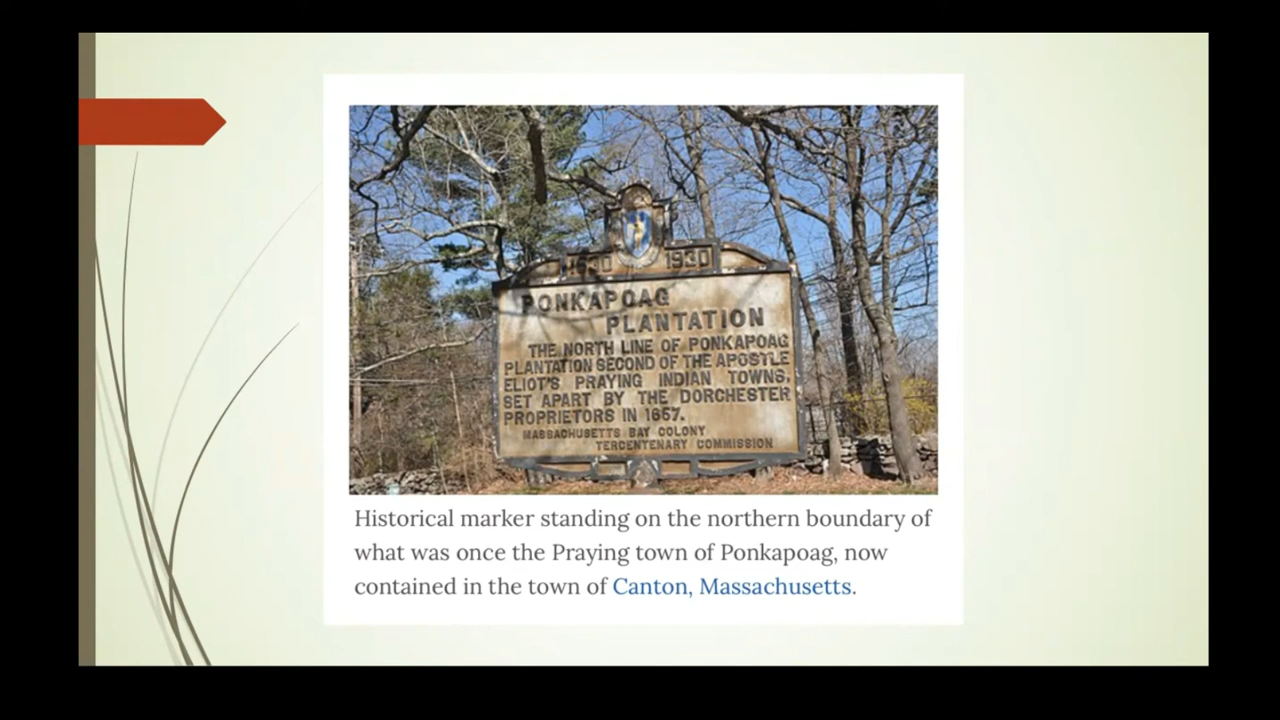 1630 1930
PONKAPOAG
PLANTATION
THE NORTH LINE OF PONKAPOAG
PLANTATION SECOND OF THE APOSTLE
ELIOT'S PRAYING INDIAN TOWNS,
SET APART BY THE DORCHESTER
PROPRIETORS IN 1657.
MASSACHUSETTS BAY COLONY
TERCENTENARY COMMISSION
Historical marker standing on the northern boundary of
what was once the Praying town of Ponkapoag, now
contained in the town of Canton, Massachusetts.